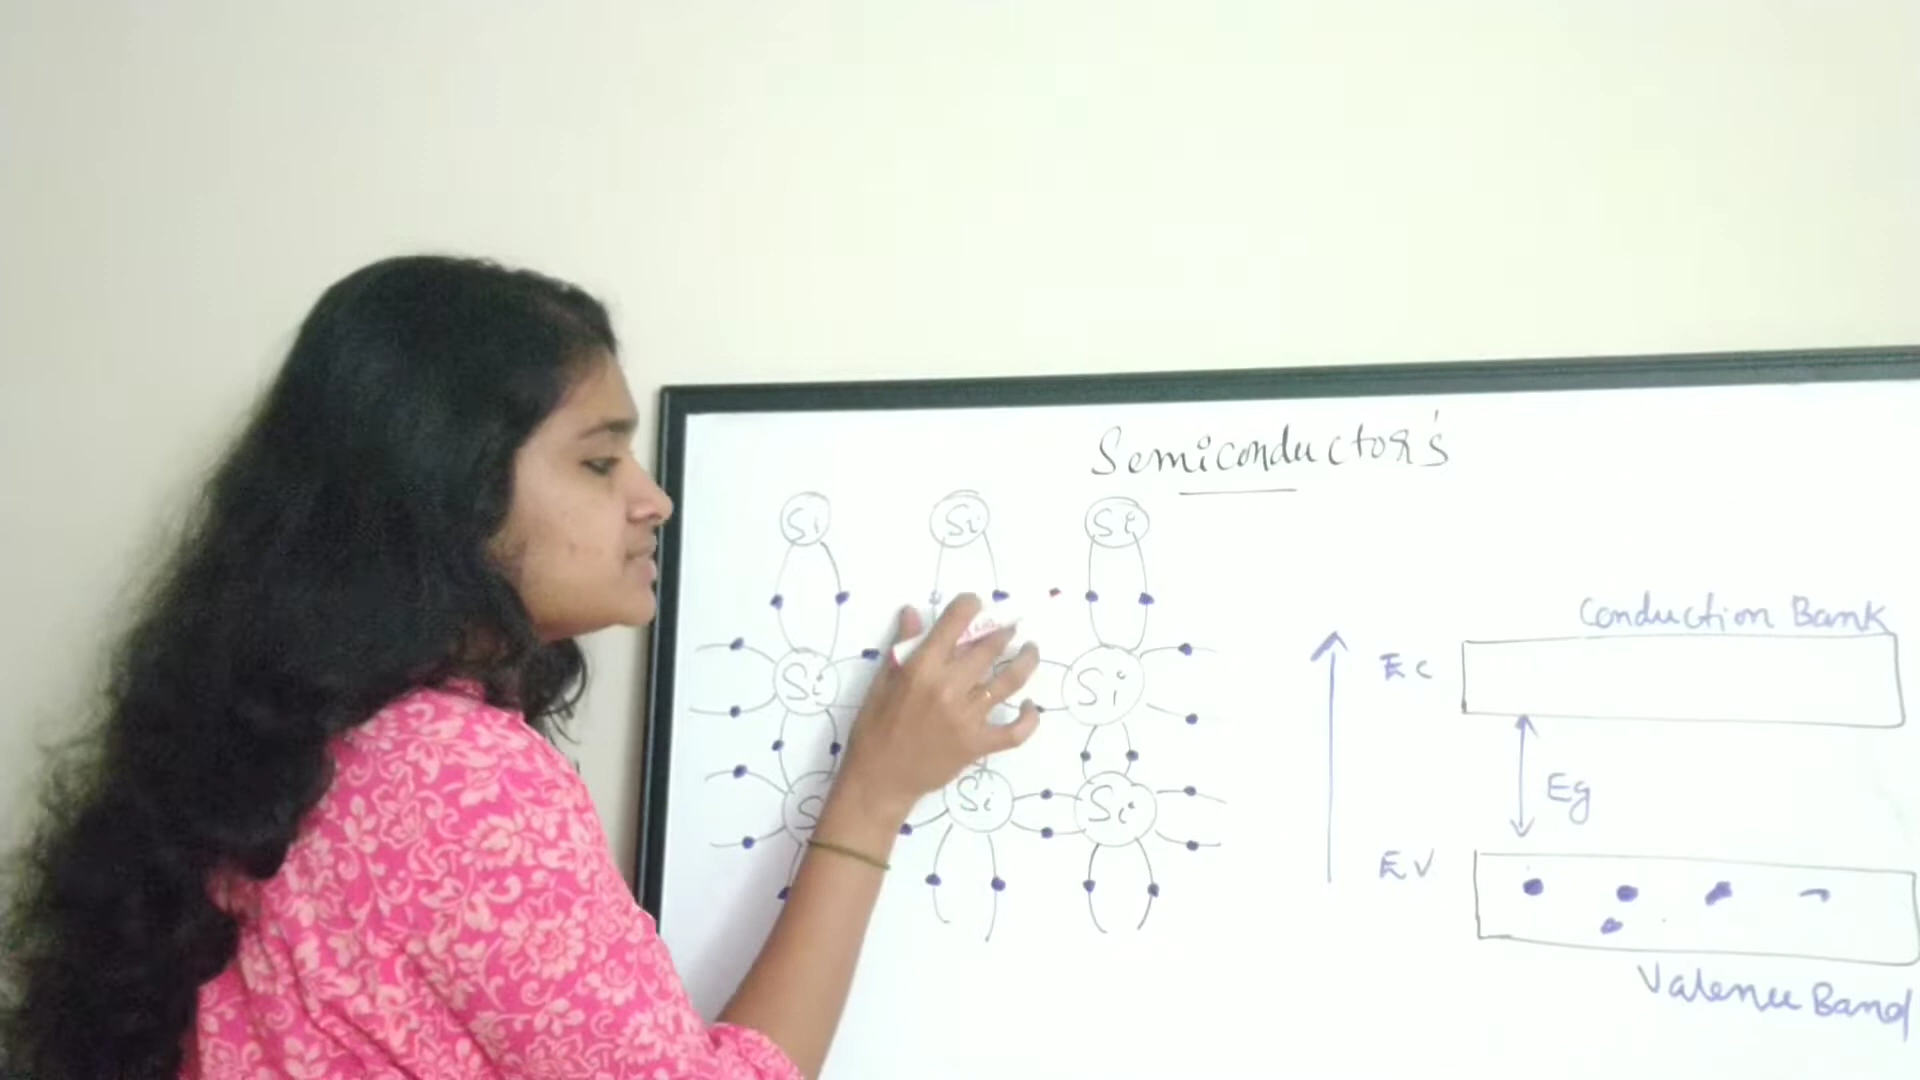 Semiconductor's
Si Si Si
Si Si
Si Si
Conduction Bank
Ec
Eg
EV
Valence Band